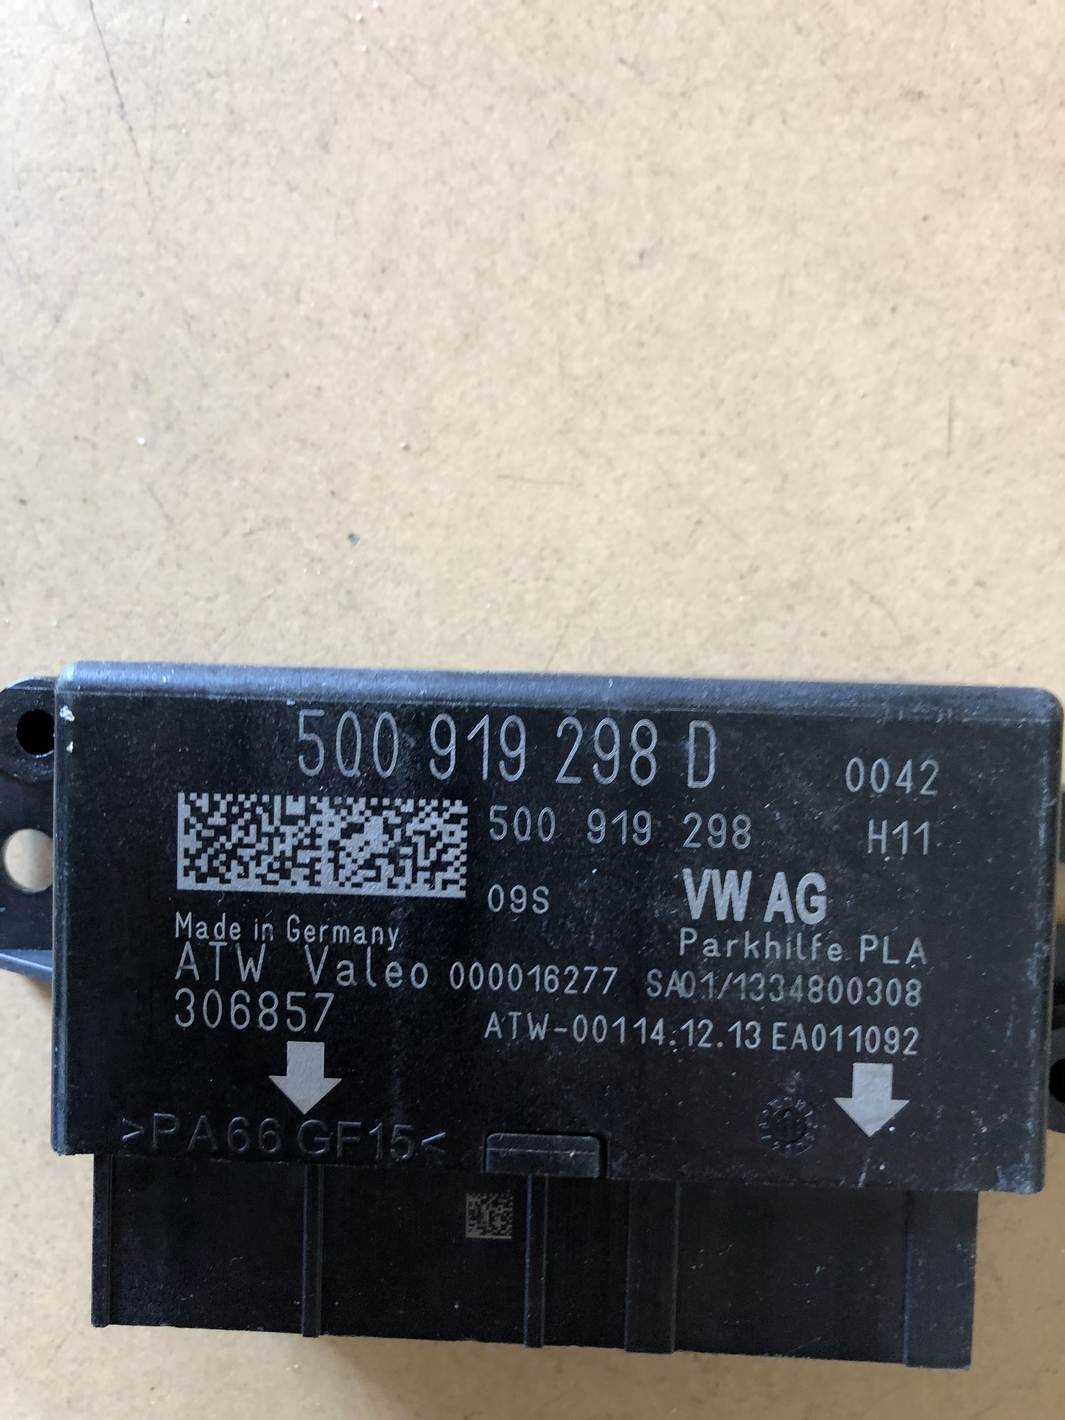 5Q0 919 298 D
0042
5Q0 919 298
H11
09S
VW AG
Made in Germany
Parkhilfe PLA
ATW Valeo 000016277 SA01/1334800308
306857
ATW-00114.12.13 EA011092
>PA66 GF15<